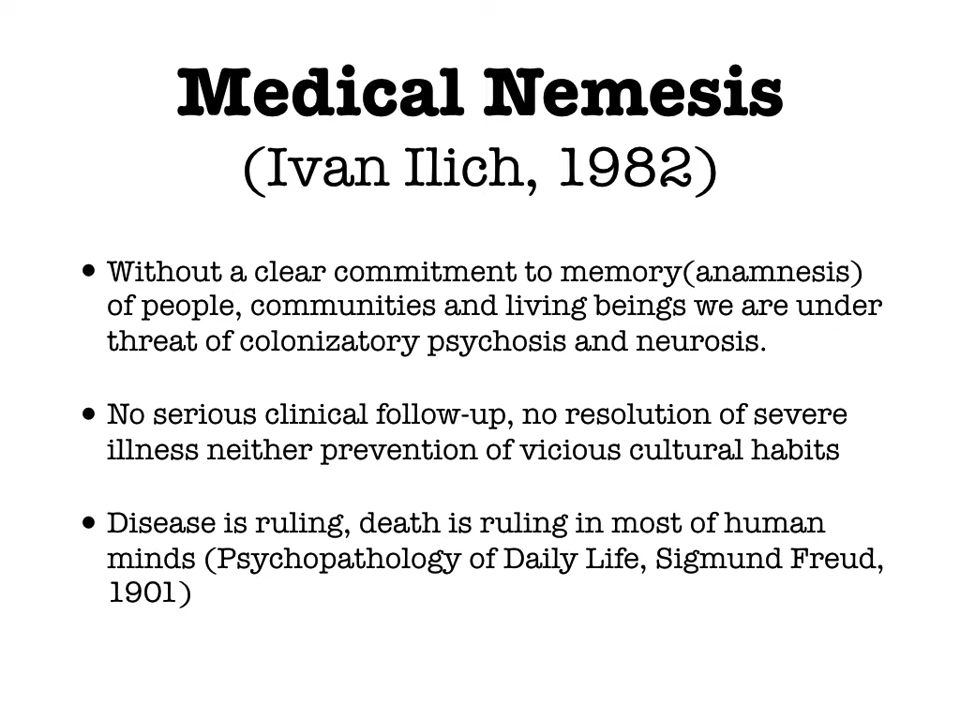 Medical Nemesis
(Ivan Ilich, 1982)
• Without a clear commitment to memory(anamnesis)
of people, communities and living beings we are under
threat of colonizatory psychosis and neurosis.
• No serious clinical follow-up, no resolution of severe
illness neither prevention of vicious cultural habits
• Disease is ruling, death is ruling in most of human
minds (Psychopathology of Daily Life, Sigmund Freud,
1901)